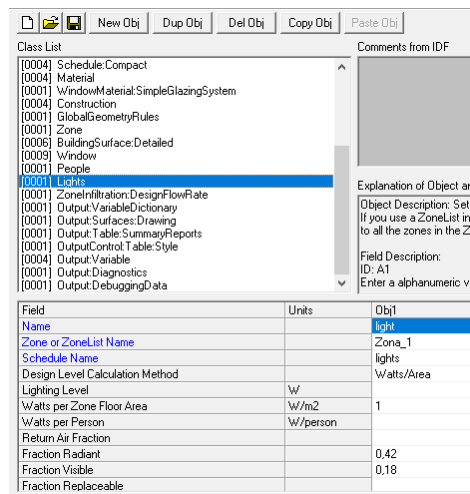 New Obj Dup Obj Del Obj Copy Obj Paste Obj
Class List
Comments from IDF
[0004] Schedule:Compact
[0004] Material
[0001] WindowMaterial:SimpleGlazingSystem
[0004] Construction
[0001] GlobalGeometryRules
[0001] Zone
[0006] BuildingSurface:Detailed
[0009] Window
[0001] People
[0001] Lights
[0001] ZoneInfiltration:DesignFlowRate
[0001] Output:VariableDictionary
[0001] Output:Surfaces:Drawing
[0001] Output:Table:SummaryReports
[0001] OutputControl:Table:Style
[0004] Output:Variable
[0001] Output:Diagnostics
[0001] Output:DebuggingData
Explanation of Object an
Object Description: Set
If you use a ZoneList in
to all the zones in the Z
Field Description:
ID: A1
Enter a alphanumeric v
Field Units Obj1
Name light
Zone or ZoneList Name Zona_1
Schedule Name lights
Design Level Calculation Method Watts/Area
Lighting Level W
Watts per Zone Floor Area W/m2 1
Watts per Person W/person
Return Air Fraction
Fraction Radiant 0,42
Fraction Visible 0,18
Fraction Replaceable